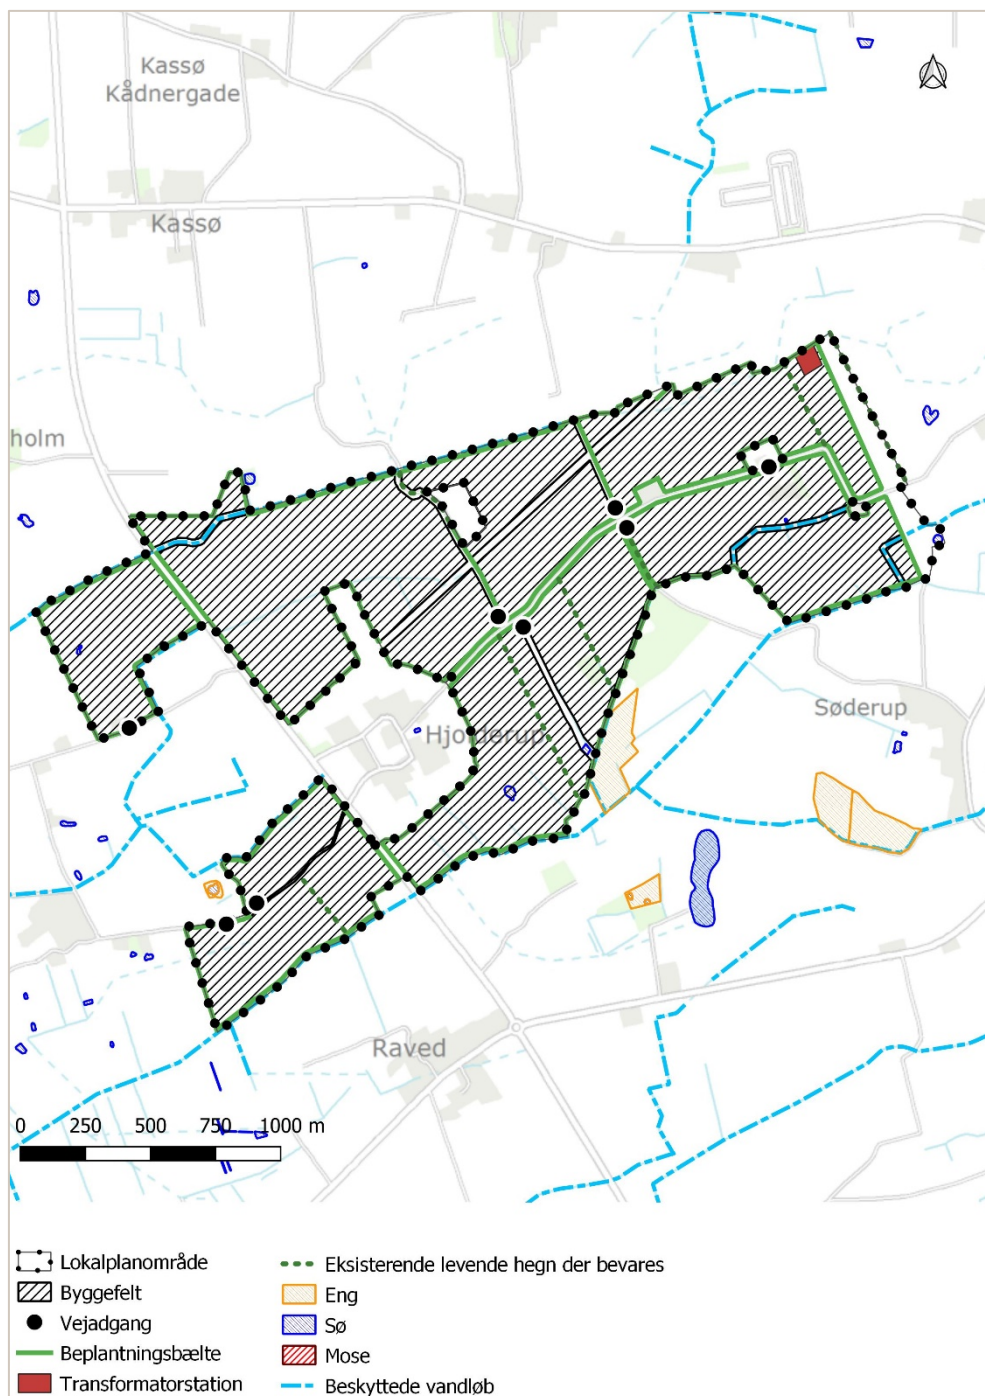 Kassø
Kådnergade
Kassø
holm
Hjorderup
Søderup
Raved
0 250 500 750 1000 m
Lokalplanområde
Byggefelt
Vejadgang
Beplantningsbælte
Transformatorstation
Eksisterende levende hegn der bevares
Eng
Sø
Mose
Beskyttede vandløb